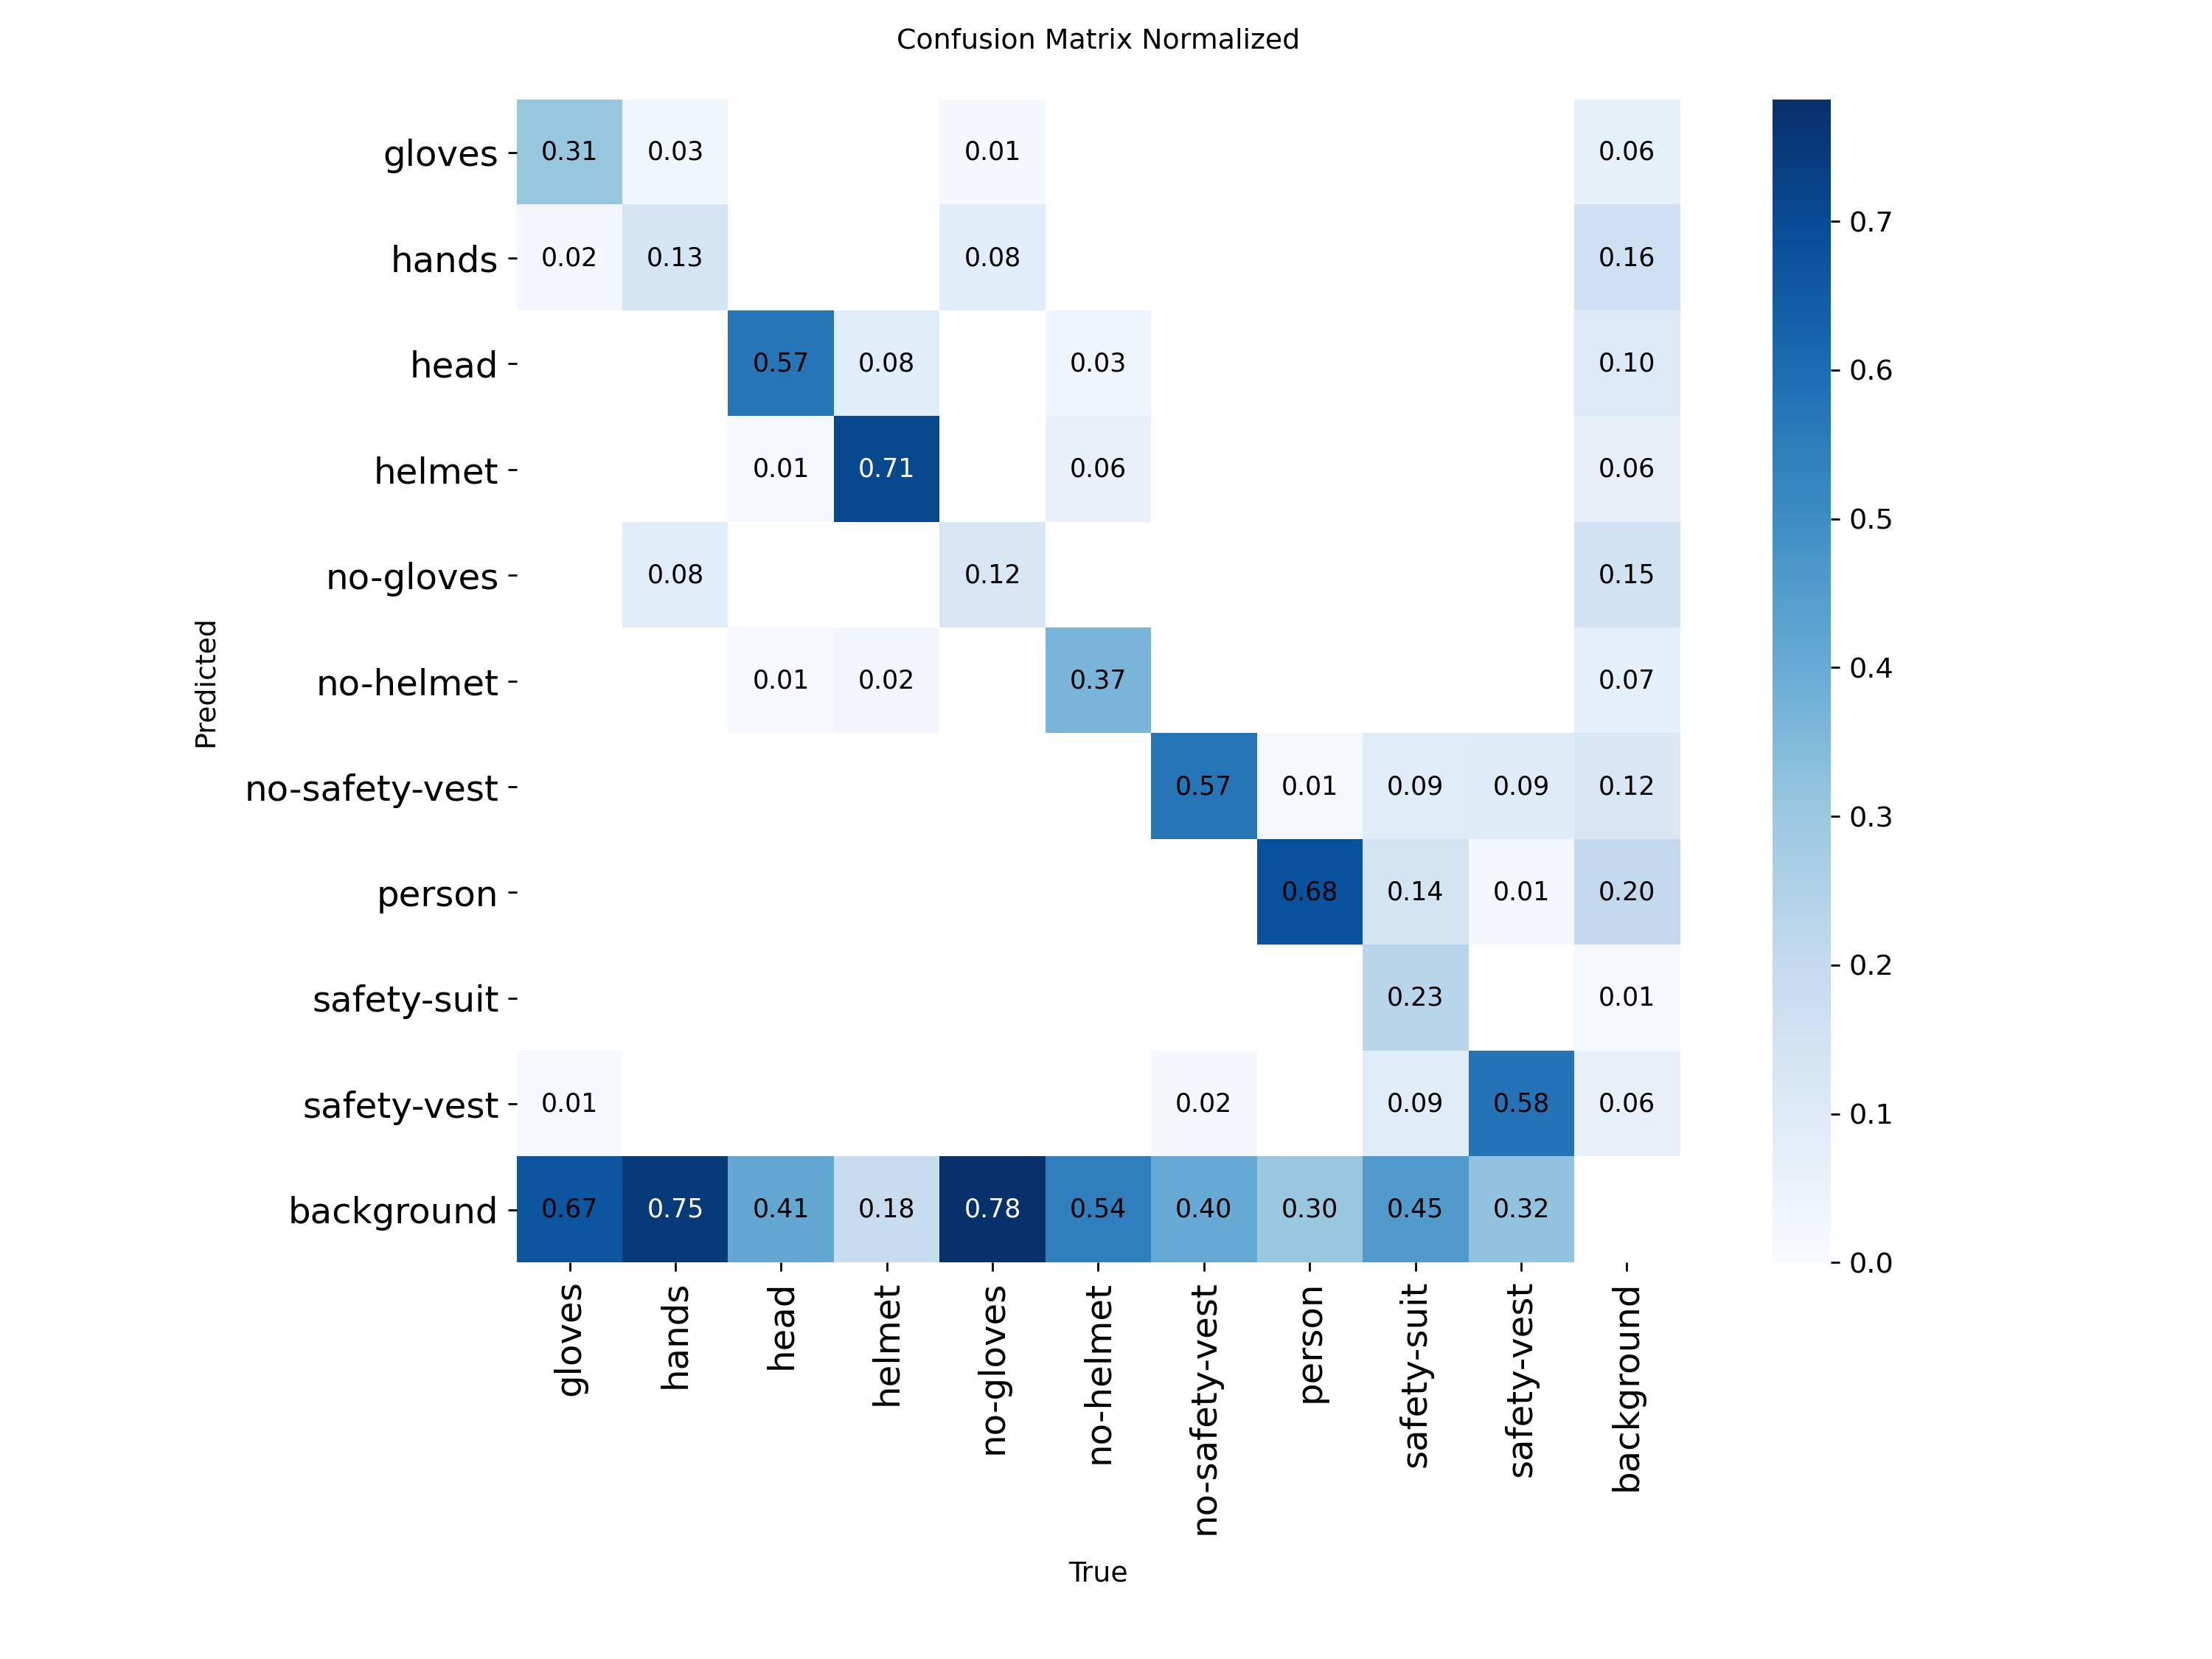 Confusion Matrix Normalized
gloves 0.31 0.03 0.01 0.06
hands 0.02 0.13 0.08 0.16
head 0.57 0.08 0.03 0.10
helmet 0.01 0.71 0.06 0.06
no-gloves 0.08 0.12 0.15
no-helmet 0.01 0.02 0.37 0.07
no-safety-vest 0.57 0.01 0.09 0.09 0.12
person 0.68 0.14 0.01 0.20
safety-suit 0.23 0.01
safety-vest 0.01 0.02 0.09 0.58 0.06
background 0.67 0.75 0.41 0.18 0.78 0.54 0.40 0.30 0.45 0.32
Predicted
gloves
hands
head
helmet
no-gloves
no-helmet
no-safety-vest
person
safety-suit
safety-vest
background
True
0.7
0.6
0.5
0.4
0.3
0.2
0.1
0.0